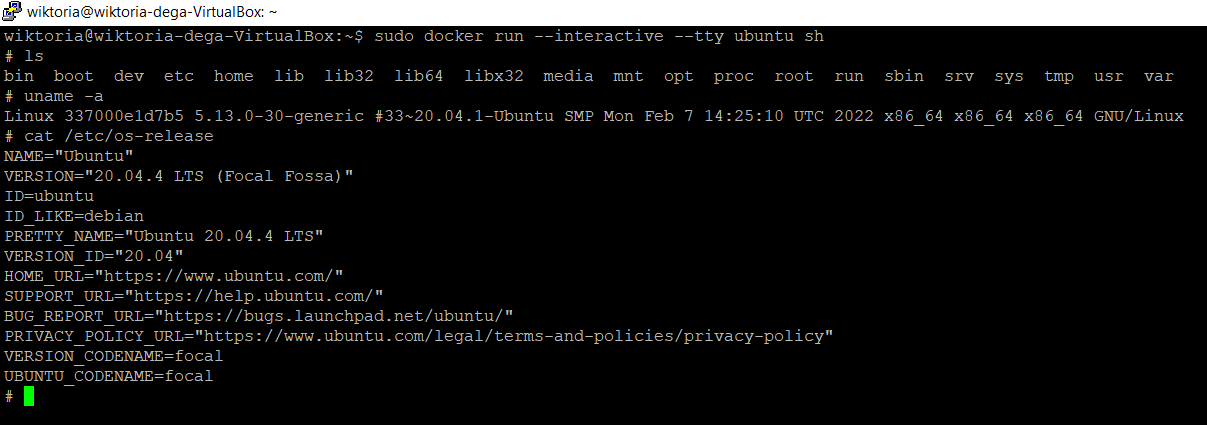 wiktoria@wiktoria-dega-VirtualBox: ~
wiktoria@wiktoria-dega-VirtualBox:~$ sudo docker run --interactive --tty ubuntu sh
# ls
bin  boot  dev  etc  home  lib  lib32  lib64  libx32  media  mnt  opt  proc  root  run  sbin  srv  sys  tmp  usr  var
# uname -a
Linux 337000e1d7b5 5.13.0-30-generic #33~20.04.1-Ubuntu SMP Mon Feb 7 14:25:10 UTC 2022 x86_64 x86_64 x86_64 GNU/Linux
# cat /etc/os-release
NAME="Ubuntu"
VERSION="20.04.4 LTS (Focal Fossa)"
ID=ubuntu
ID_LIKE=debian
PRETTY_NAME="Ubuntu 20.04.4 LTS"
VERSION_ID="20.04"
HOME_URL="https://www.ubuntu.com/"
SUPPORT_URL="https://help.ubuntu.com/"
BUG_REPORT_URL="https://bugs.launchpad.net/ubuntu/"
PRIVACY_POLICY_URL="https://www.ubuntu.com/legal/terms-and-policies/privacy-policy"
VERSION_CODENAME=focal
UBUNTU_CODENAME=focal
#